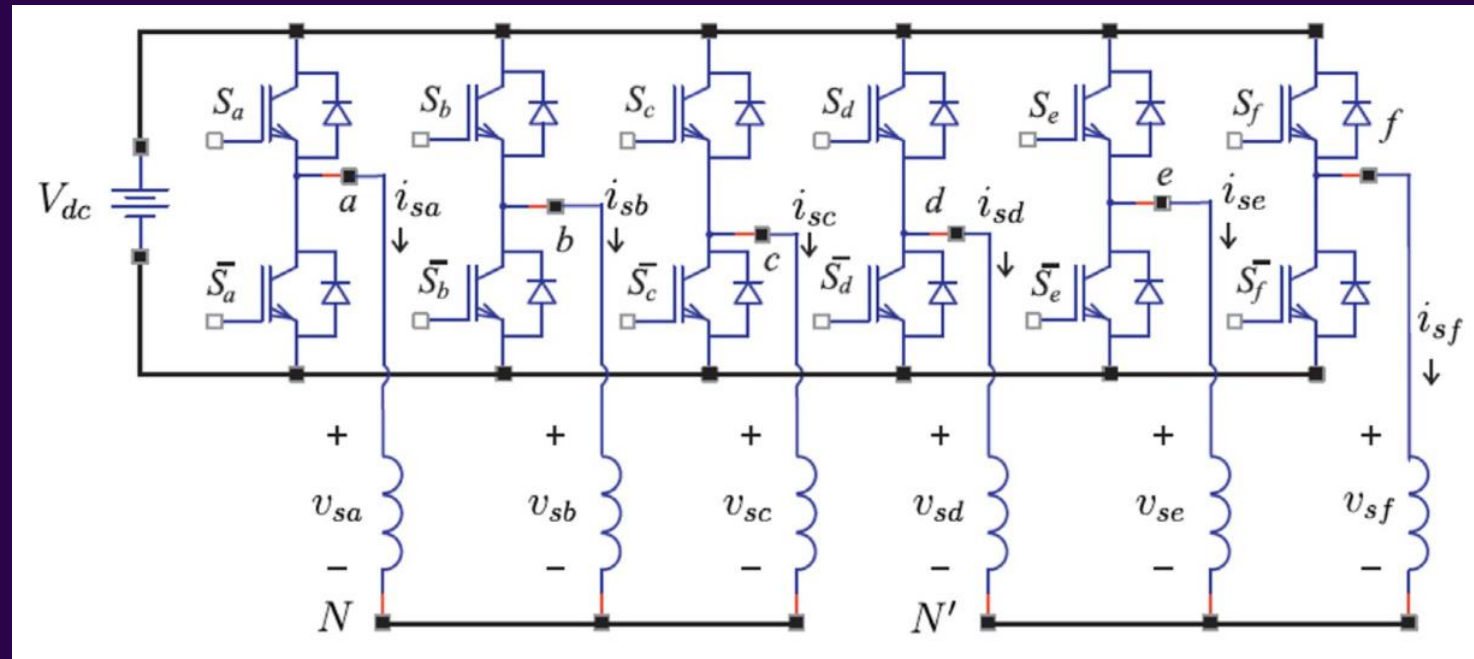 S_a S_b S_c S_d S_e S_f f
V_dc a i_sa b i_sb c i_sc d i_sd e i_se
S̄_a S̄_b S̄_c S̄_d S̄_e S̄_f i_sf
+ + + + + +
v_sa v_sb v_sc v_sd v_se v_sf
− − − − − −
N N′